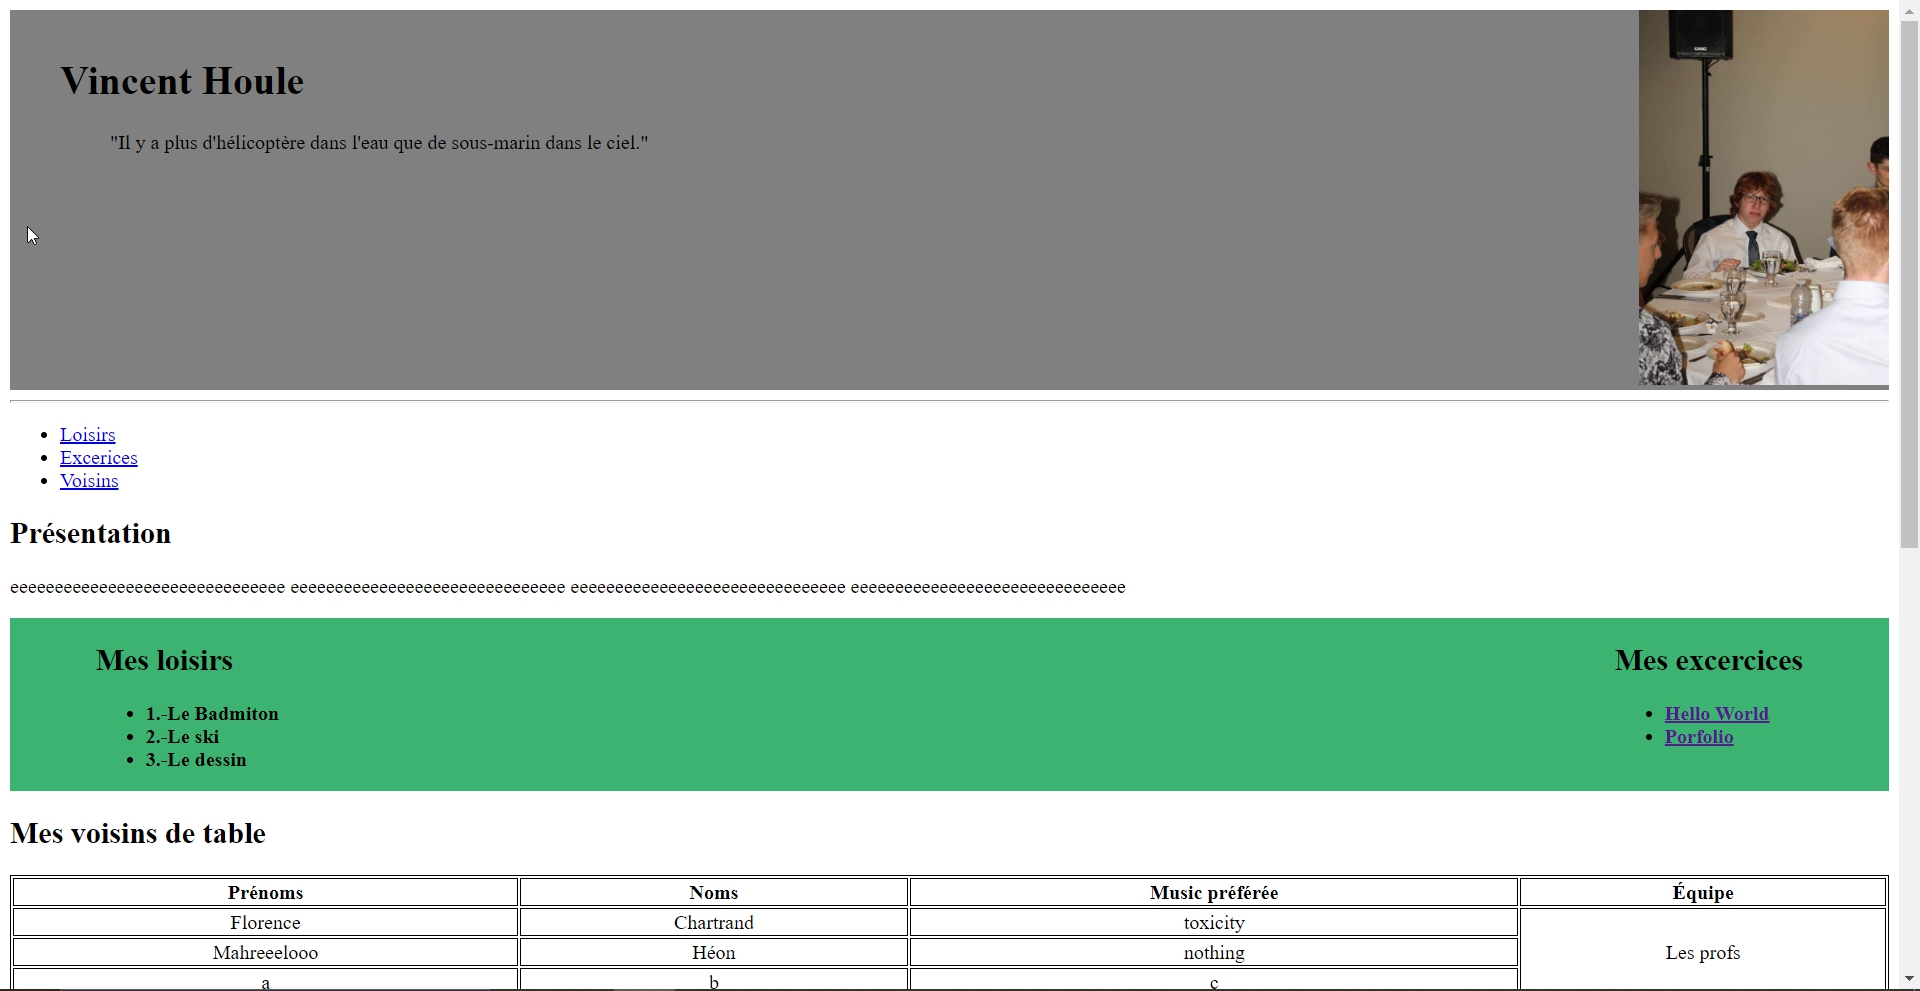 Vincent Houle
"Il y a plus d'hélicoptère dans l'eau que de sous-marin dans le ciel."
Loisirs
Excerices
Voisins
Présentation
eeeeeeeeeeeeeeeeeeeeeeeeeeeeeee eeeeeeeeeeeeeeeeeeeeeeeeeeeeeee eeeeeeeeeeeeeeeeeeeeeeeeeeeeeee eeeeeeeeeeeeeeeeeeeeeeeeeeeeeee
Mes loisirs
1.-Le Badmiton
2.-Le ski
3.-Le dessin
Mes excercices
Hello World
Porfolio
Mes voisins de table
Prénoms Noms Music préférée Équipe
Florence Chartrand toxicity
Mahreeelooo Héon nothing Les profs
a b c